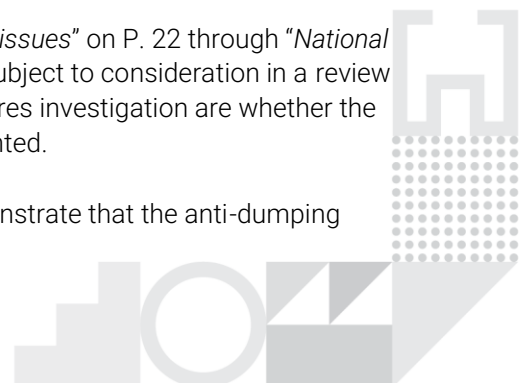 issues” on P. 22 through “National
ubject to consideration in a review
res investigation are whether the
nted.
nstrate that the anti-dumping